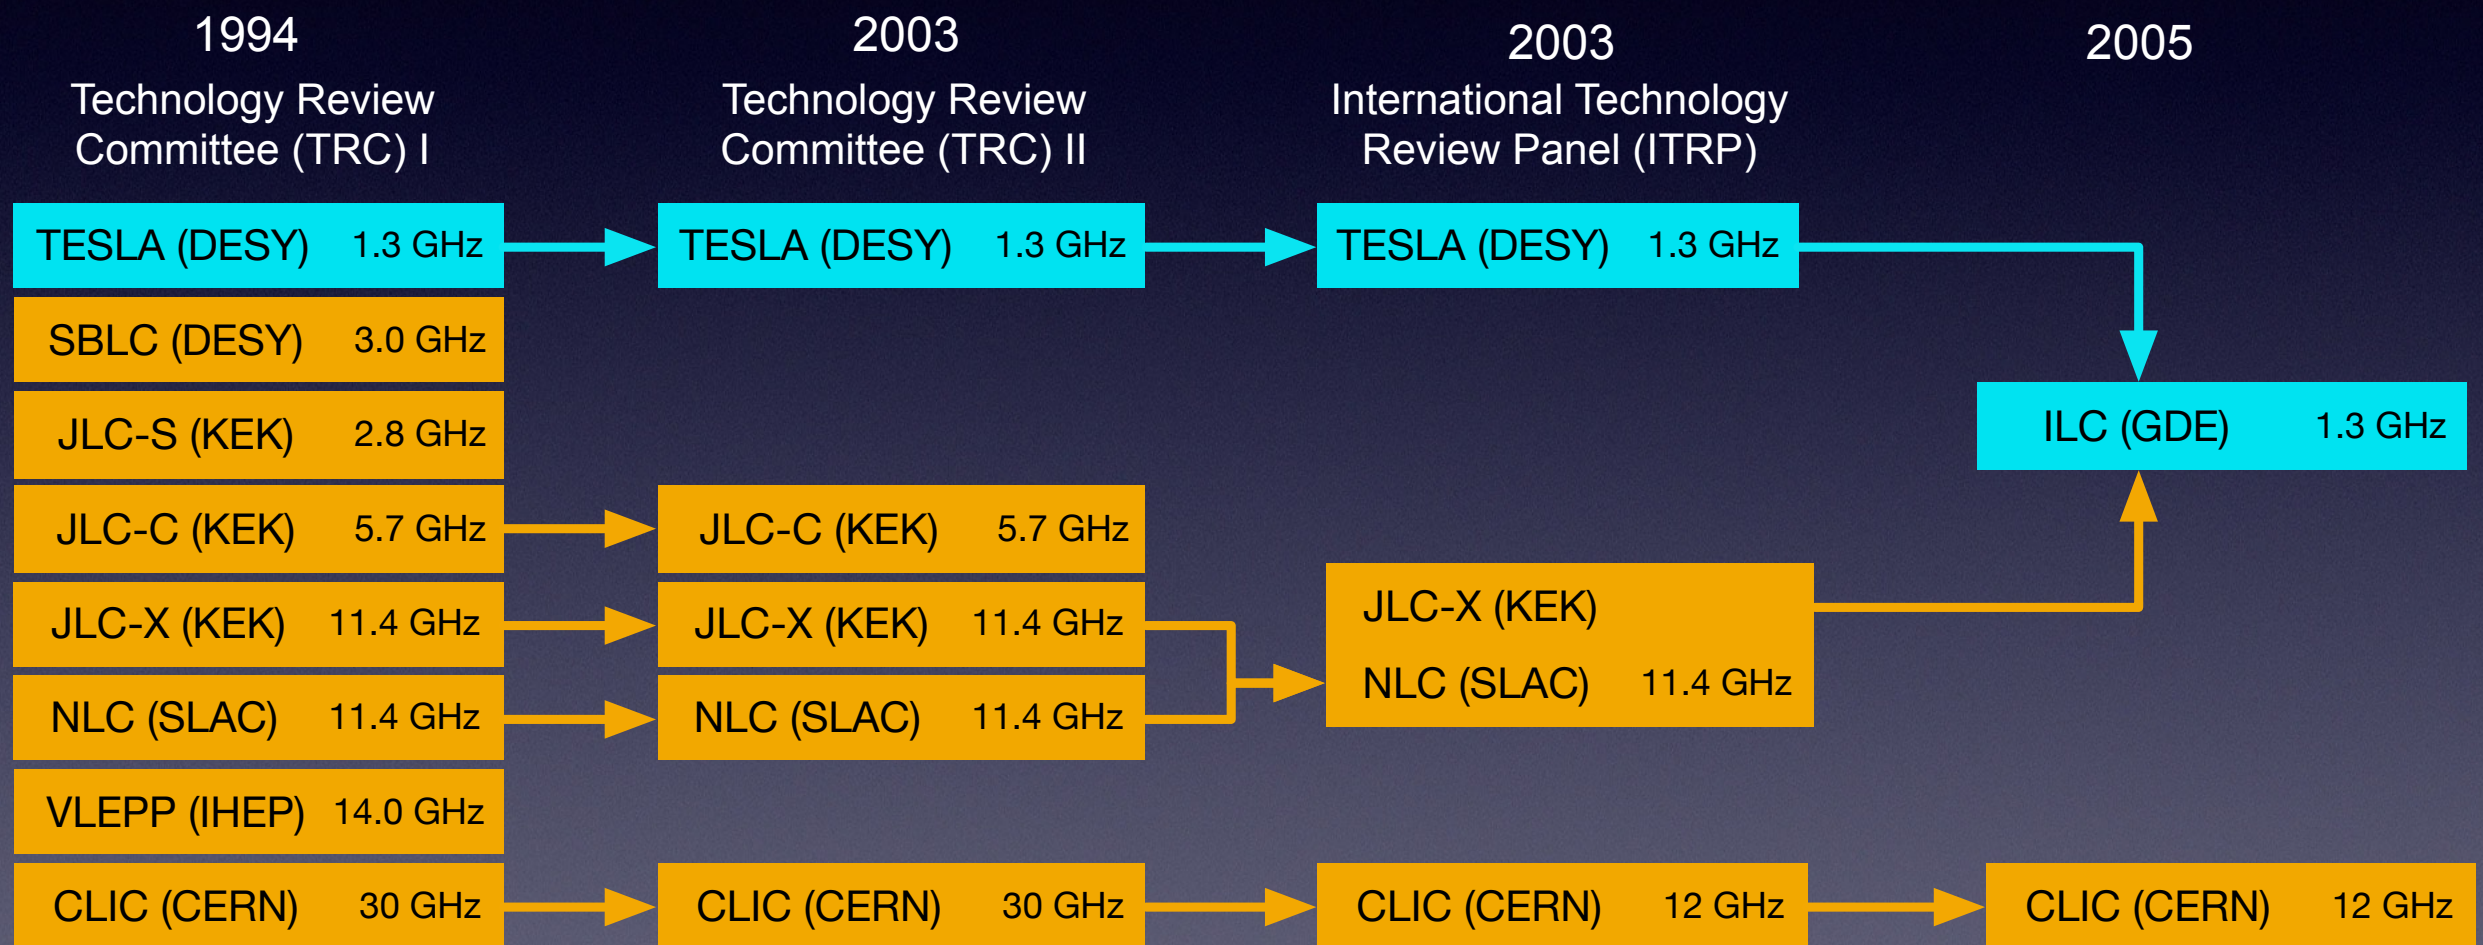 1994
Technology Review
Committee (TRC) I
2003
Technology Review
Committee (TRC) II
2003
International Technology
Review Panel (ITRP)
2005
TESLA (DESY) 1.3 GHz
SBLC (DESY) 3.0 GHz
JLC-S (KEK) 2.8 GHz
JLC-C (KEK) 5.7 GHz
JLC-X (KEK) 11.4 GHz
NLC (SLAC) 11.4 GHz
VLEPP (IHEP) 14.0 GHz
CLIC (CERN) 30 GHz
TESLA (DESY) 1.3 GHz
JLC-C (KEK) 5.7 GHz
JLC-X (KEK) 11.4 GHz
NLC (SLAC) 11.4 GHz
CLIC (CERN) 30 GHz
TESLA (DESY) 1.3 GHz
JLC-X (KEK)
NLC (SLAC) 11.4 GHz
CLIC (CERN) 12 GHz
ILC (GDE) 1.3 GHz
CLIC (CERN) 12 GHz